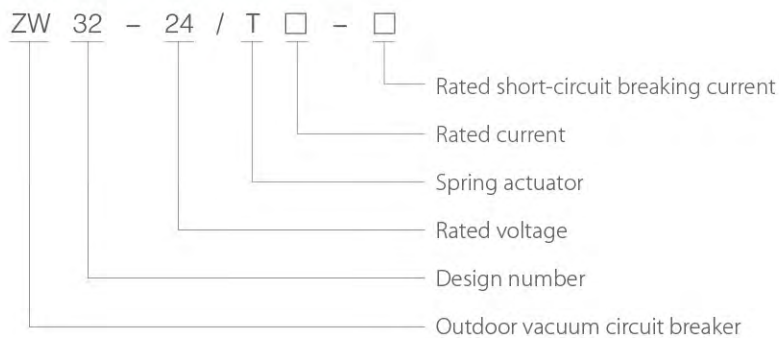 ZW 32 – 24 / T □ – □
Rated short-circuit breaking current
Rated current
Spring actuator
Rated voltage
Design number
Outdoor vacuum circuit breaker